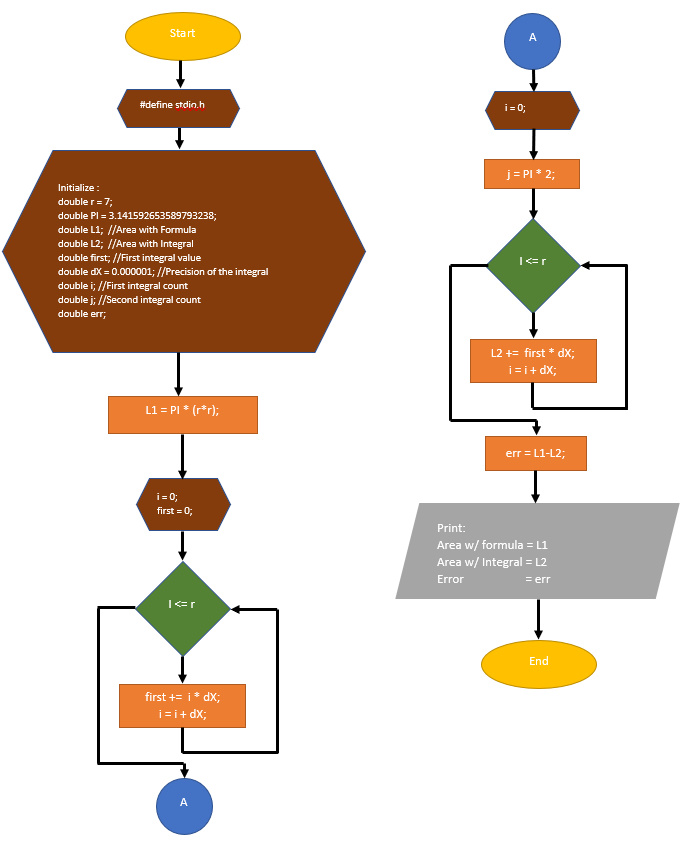 Start
#define stdio.h
Initialize :
double r = 7;
double PI = 3.141592653589793238;
double L1;  //Area with Formula
double L2;  //Area with Integral
double first; //First integral value
double dX = 0.000001; //Precision of the integral
double i; //First integral count
double j; //Second integral count
double err;
L1 = PI * (r*r);
i = 0;
first = 0;
I <= r
first +=  i * dX;
i = i + dX;
A
A
i = 0;
j = PI * 2;
I <= r
L2 +=  first * dX;
i = i + dX;
err = L1-L2;
Print:
Area w/ formula = L1
Area w/ Integral = L2
Error = err
End